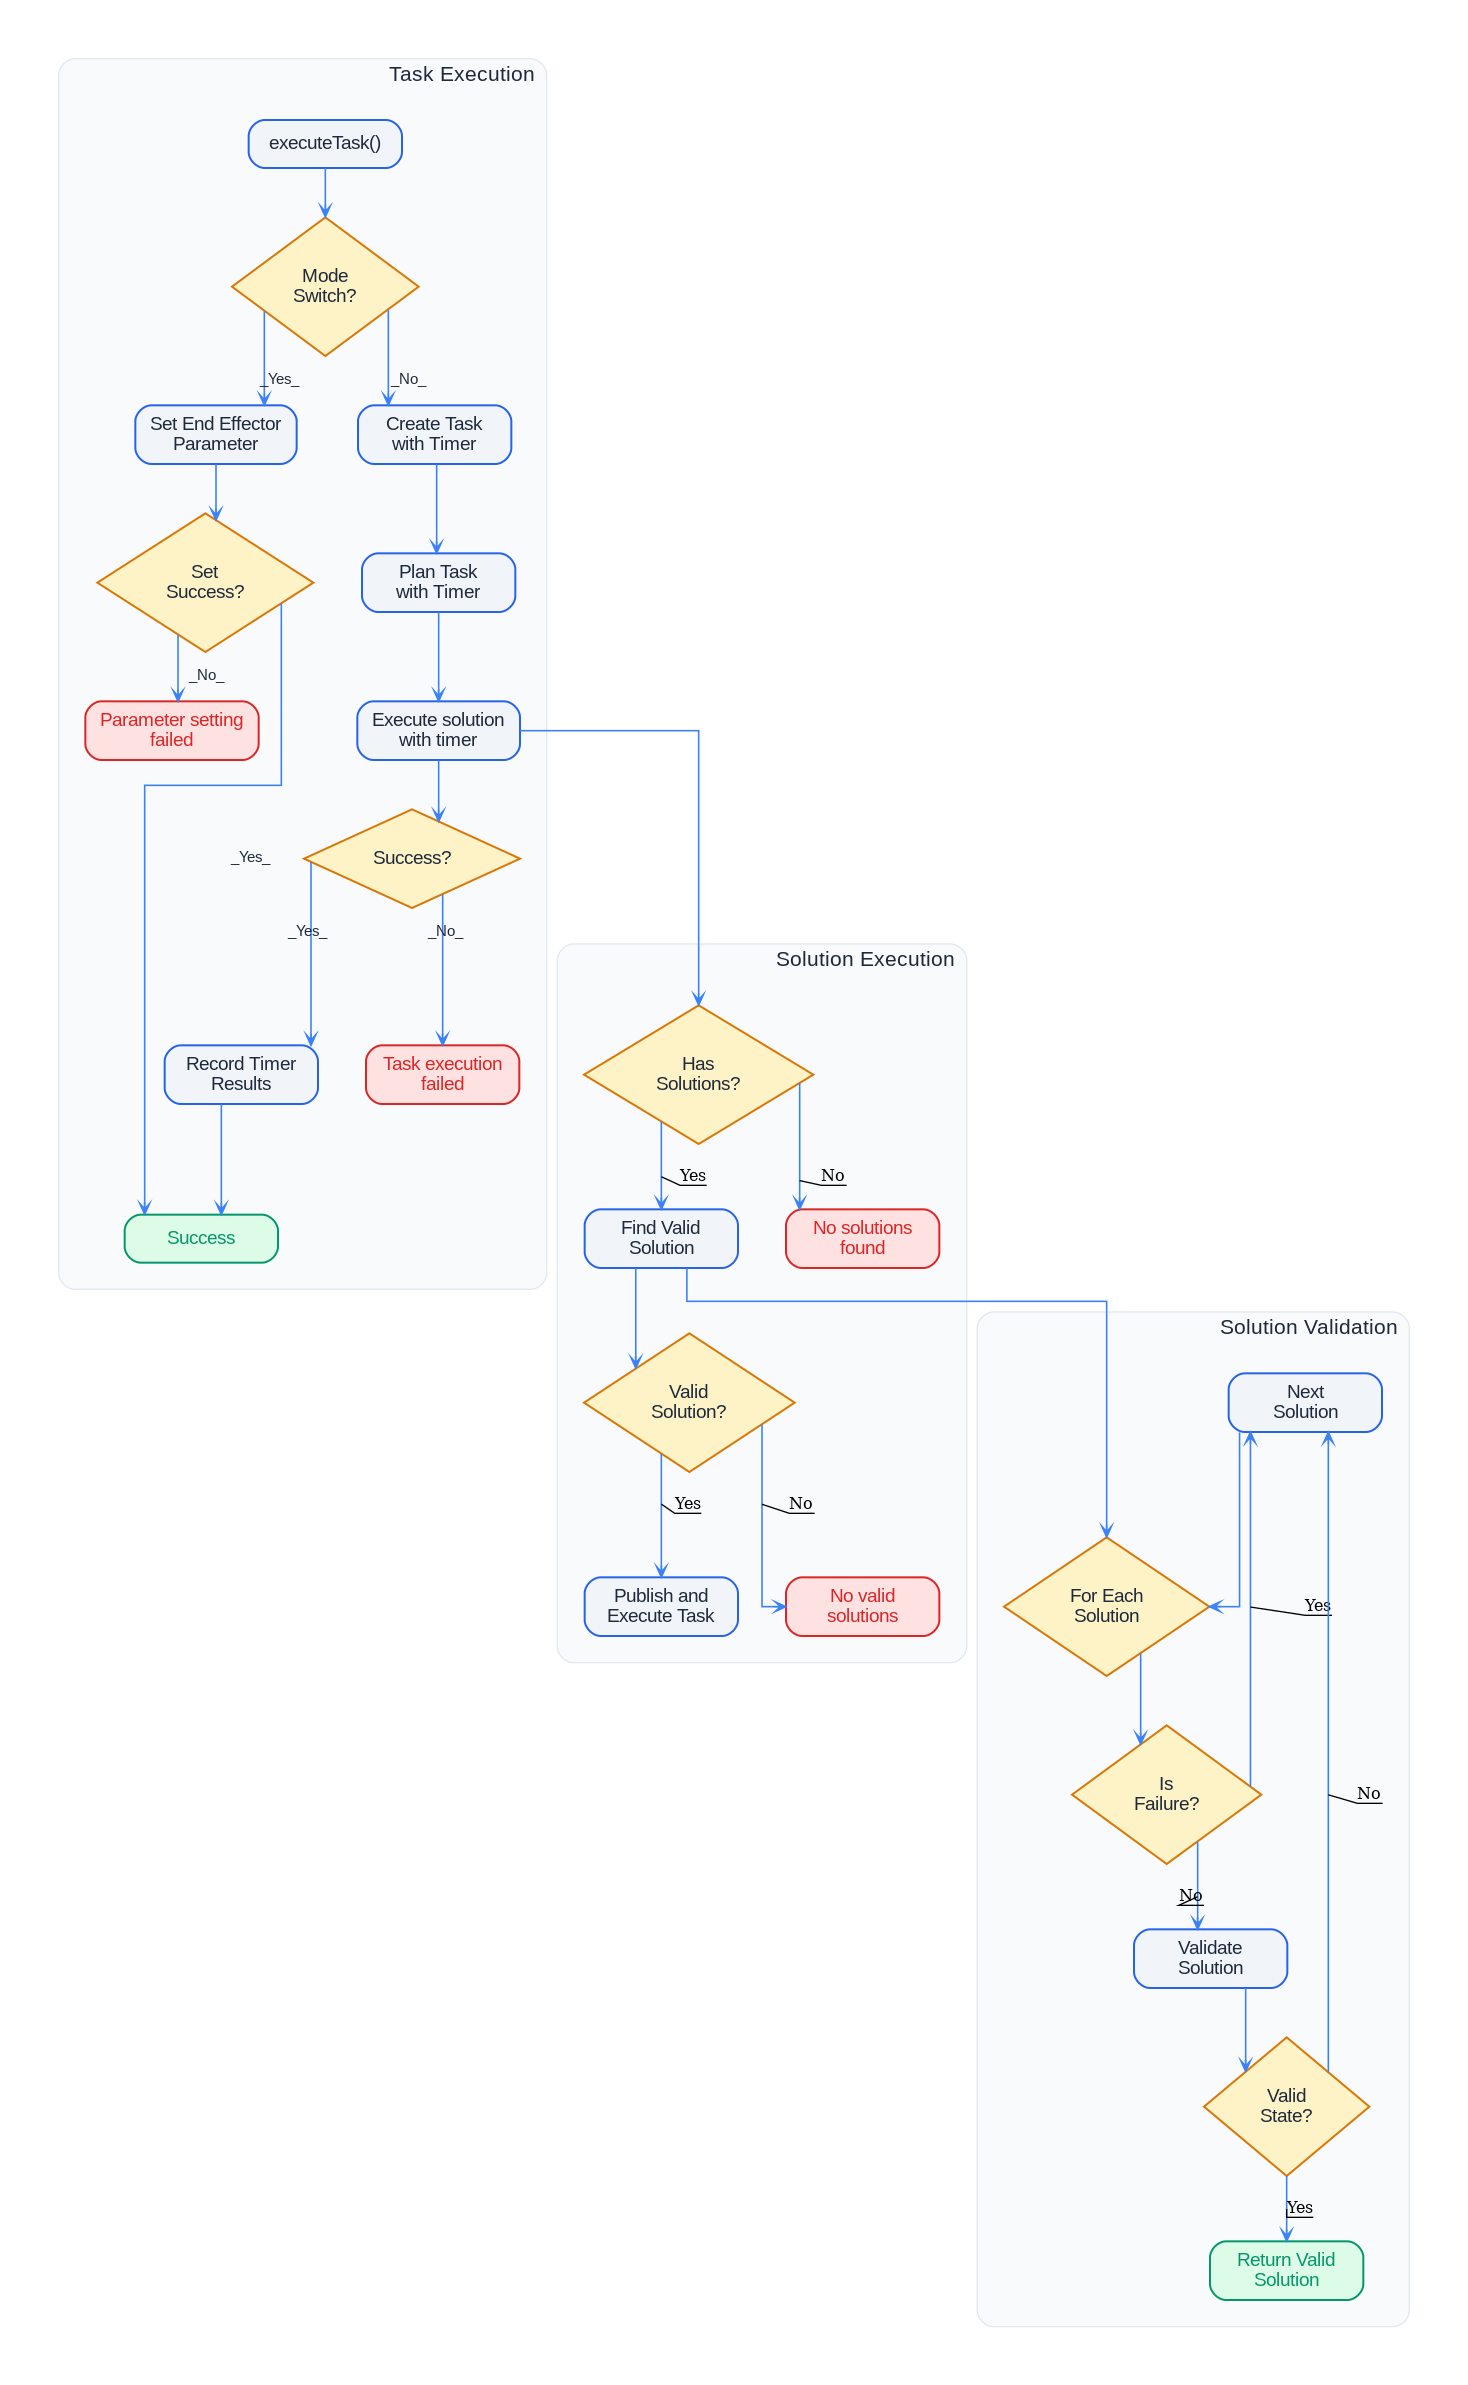 Task Execution
executeTask()
Mode
Switch?
_Yes_
_No_
Set End Effector
Parameter
Create Task
with Timer
Set
Success?
Plan Task
with Timer
_No_
Parameter setting
failed
Execute solution
with timer
_Yes_
Success?
_Yes_
_No_
Record Timer
Results
Task execution
failed
Success
Solution Execution
Has
Solutions?
Yes
No
Find Valid
Solution
No solutions
found
Valid
Solution?
Yes
No
Publish and
Execute Task
No valid
solutions
Solution Validation
Next
Solution
For Each
Solution
Yes
Is
Failure?
No
No
Validate
Solution
Valid
State?
Yes
Return Valid
Solution